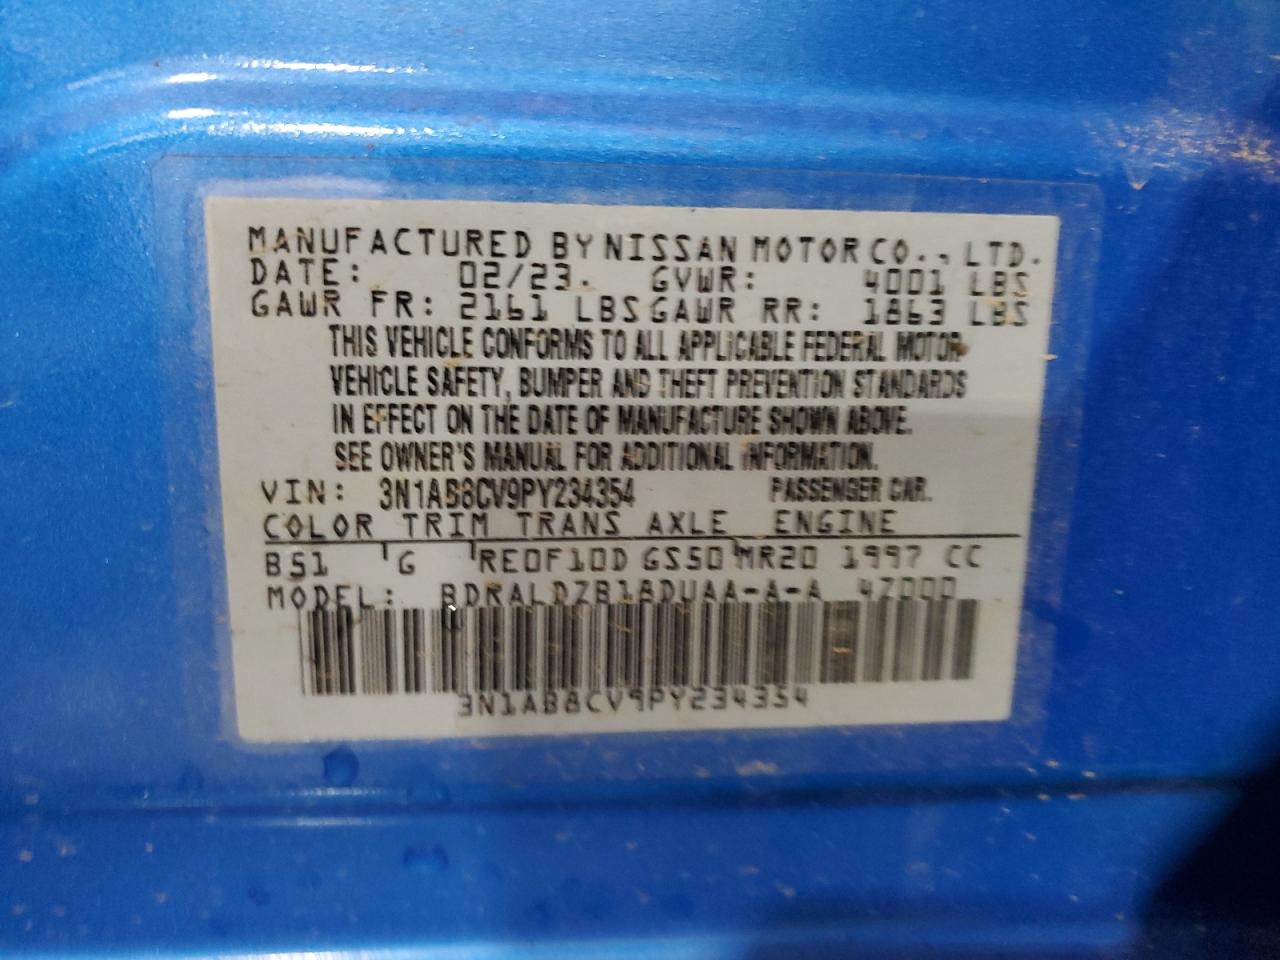 MANUFACTURED BY NISSAN MOTOR CO., LTD.
DATE: 02/23. GVWR: 4001 LBS
GAWR FR: 2161 LBS GAWR RR: 1863 LBS
THIS VEHICLE CONFORMS TO ALL APPLICABLE FEDERAL MOTOR
VEHICLE SAFETY, BUMPER AND THEFT PREVENTION STANDARDS
IN EFFECT ON THE DATE OF MANUFACTURE SHOWN ABOVE.
SEE OWNER'S MANUAL FOR ADDITIONAL INFORMATION.
VIN: 3N1AB8CV9PY234354 PASSENGER CAR.
COLOR TRIM TRANS AXLE ENGINE
B51 G RE0F10D GS50 MR20 1997 CC
MODEL: BDRALDZB18DUAA-A-A 4Z000
3N1AB8CV9PY234354